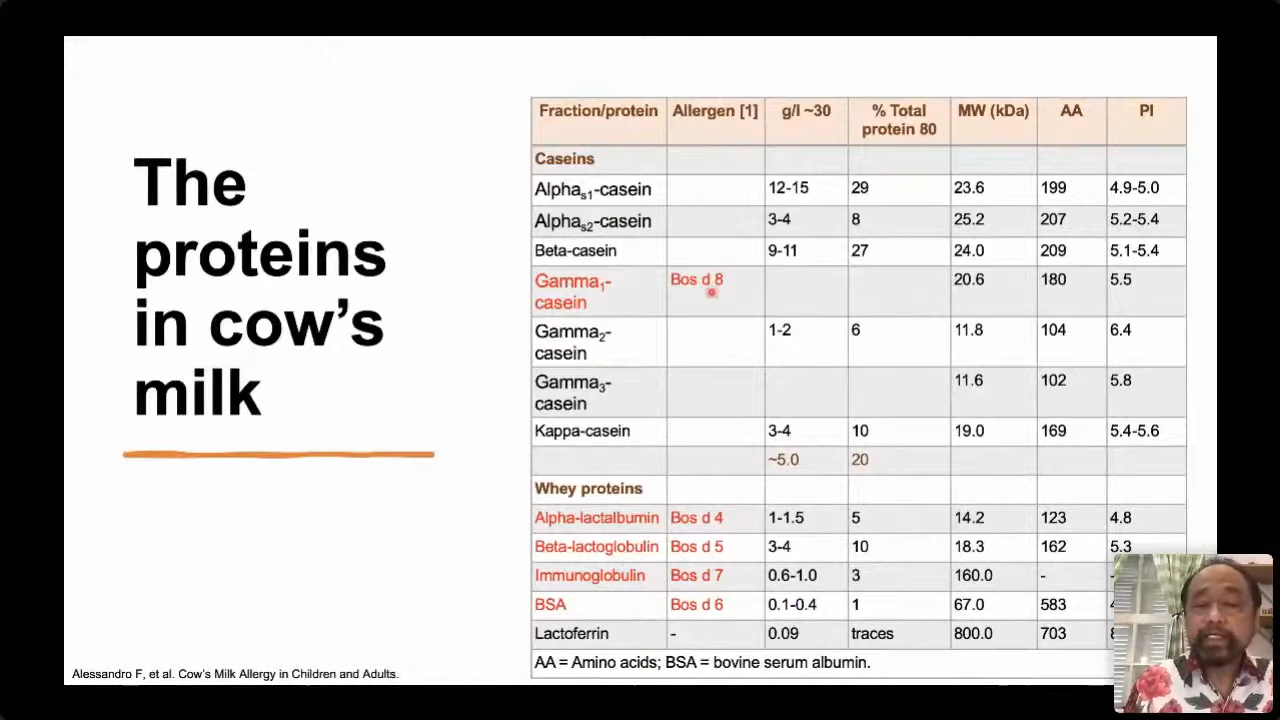 The
proteins
in cow's
milk
Fraction/protein Allergen [1] g/l ~30 % Total protein 80 MW (kDa) AA PI
Caseins
Alphas1-casein 12-15 29 23.6 199 4.9-5.0
Alphas2-casein 3-4 8 25.2 207 5.2-5.4
Beta-casein 9-11 27 24.0 209 5.1-5.4
Gamma1-casein Bos d 8 20.6 180 5.5
Gamma2-casein 1-2 6 11.8 104 6.4
Gamma3-casein 11.6 102 5.8
Kappa-casein 3-4 10 19.0 169 5.4-5.6
~5.0 20
Whey proteins
Alpha-lactalbumin Bos d 4 1-1.5 5 14.2 123 4.8
Beta-lactoglobulin Bos d 5 3-4 10 18.3 162 5.3
Immunoglobulin Bos d 7 0.6-1.0 3 160.0 -
BSA Bos d 6 0.1-0.4 1 67.0 583
Lactoferrin - 0.09 traces 800.0 703
AA = Amino acids; BSA = bovine serum albumin.
Alessandro F, et al. Cow's Milk Allergy in Children and Adults.